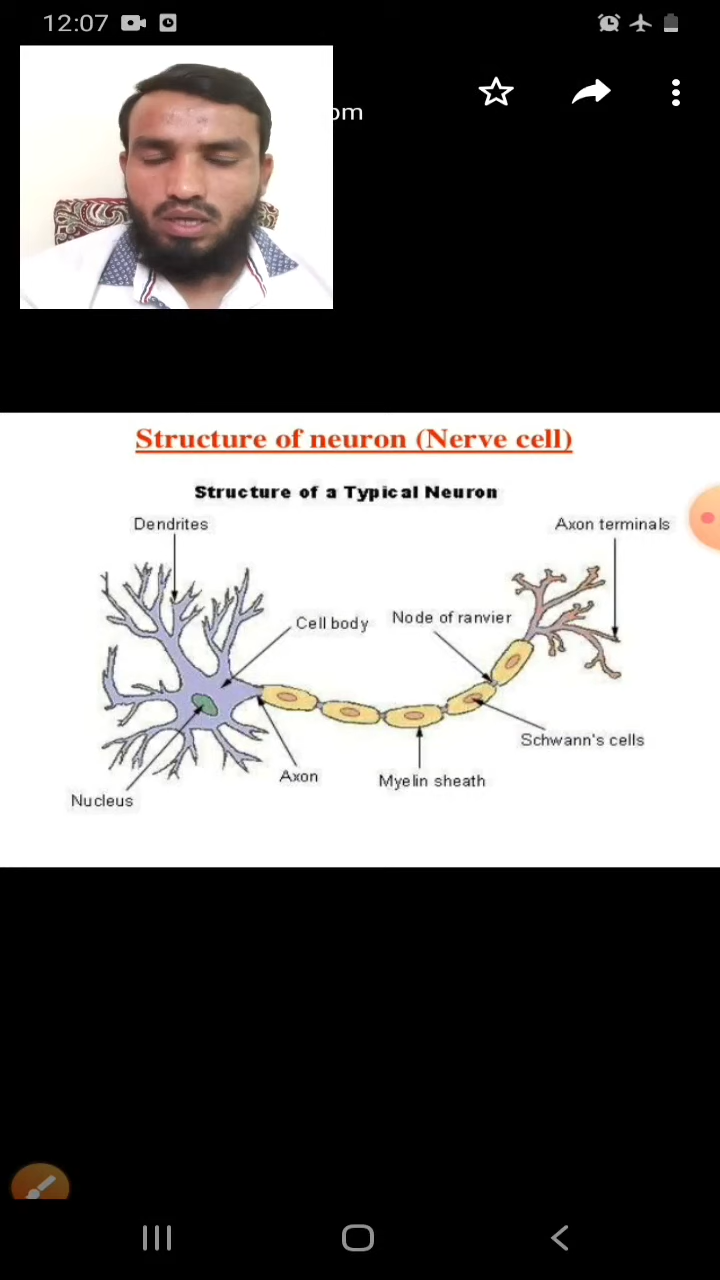 12:07
om
Structure of neuron (Nerve cell)
Structure of a Typical Neuron
Dendrites
Axon terminals
Cell body
Node of ranvier
Schwann's cells
Axon
Myelin sheath
Nucleus